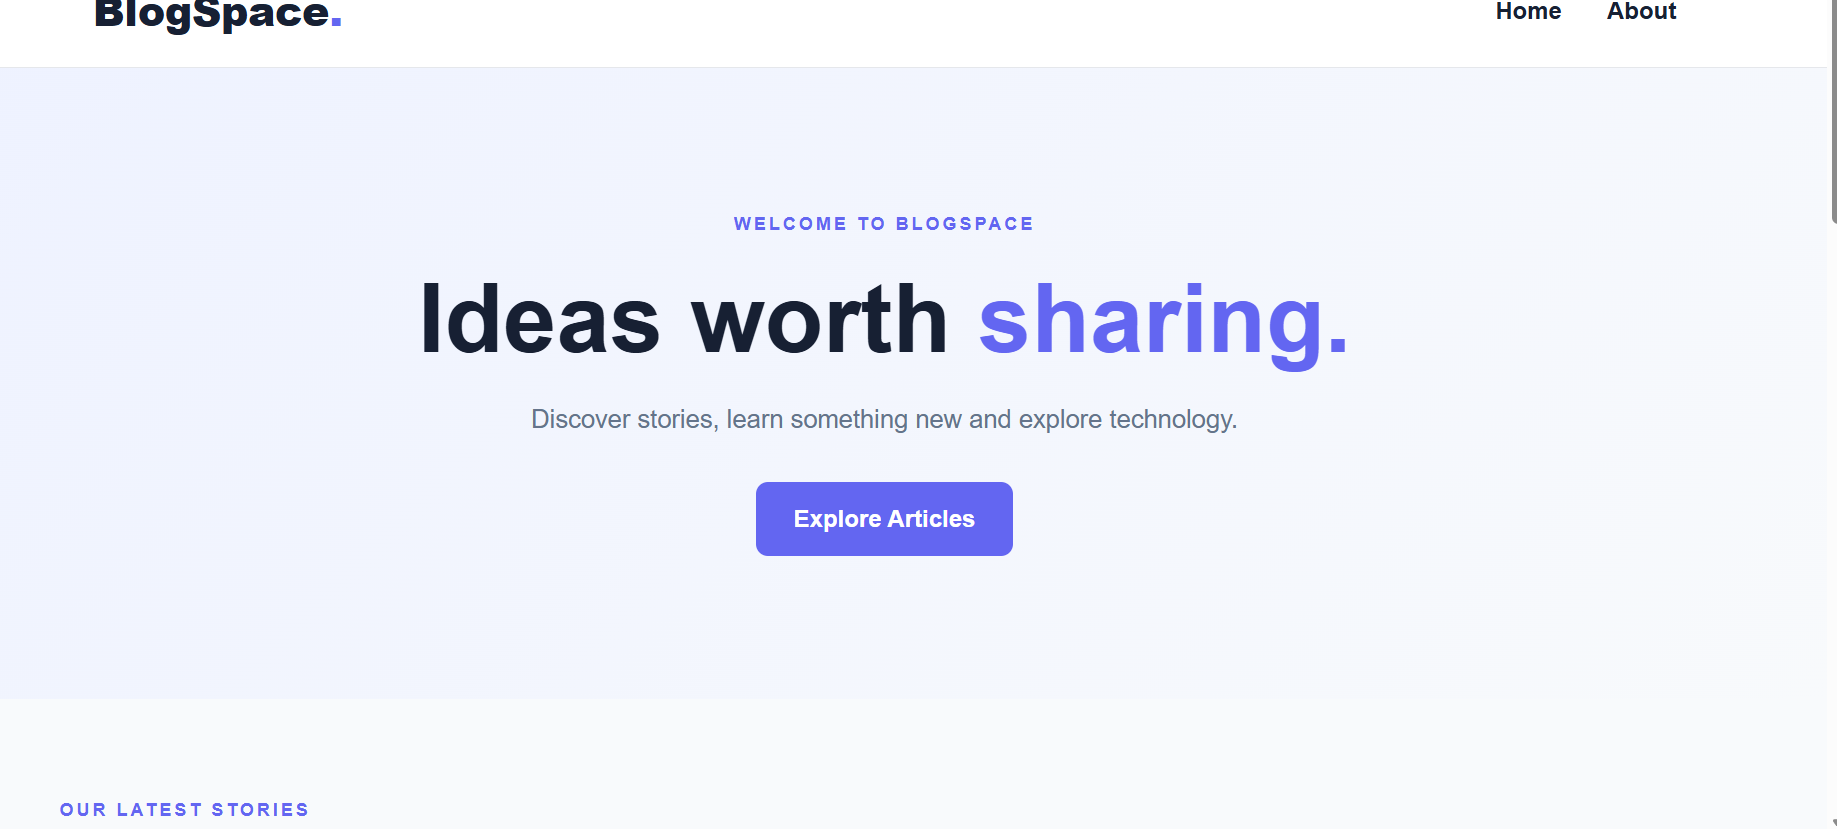 BlogSpace.
Home About
WELCOME TO BLOGSPACE
Ideas worth sharing.
Discover stories, learn something new and explore technology.
Explore Articles
OUR LATEST STORIES